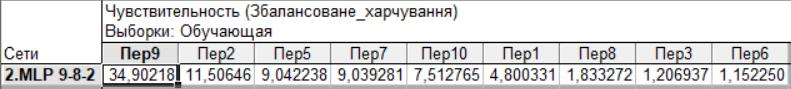 Чувствительность (Збалансоване_харчування)
Выборки: Обучающая
Сети Пер9 Пер2 Пер5 Пер7 Пер10 Пер1 Пер8 Пер3 Пер6
2.MLP 9-8-2 34,90218 11,50646 9,042238 9,039281 7,512765 4,800331 1,833272 1,206937 1,152250